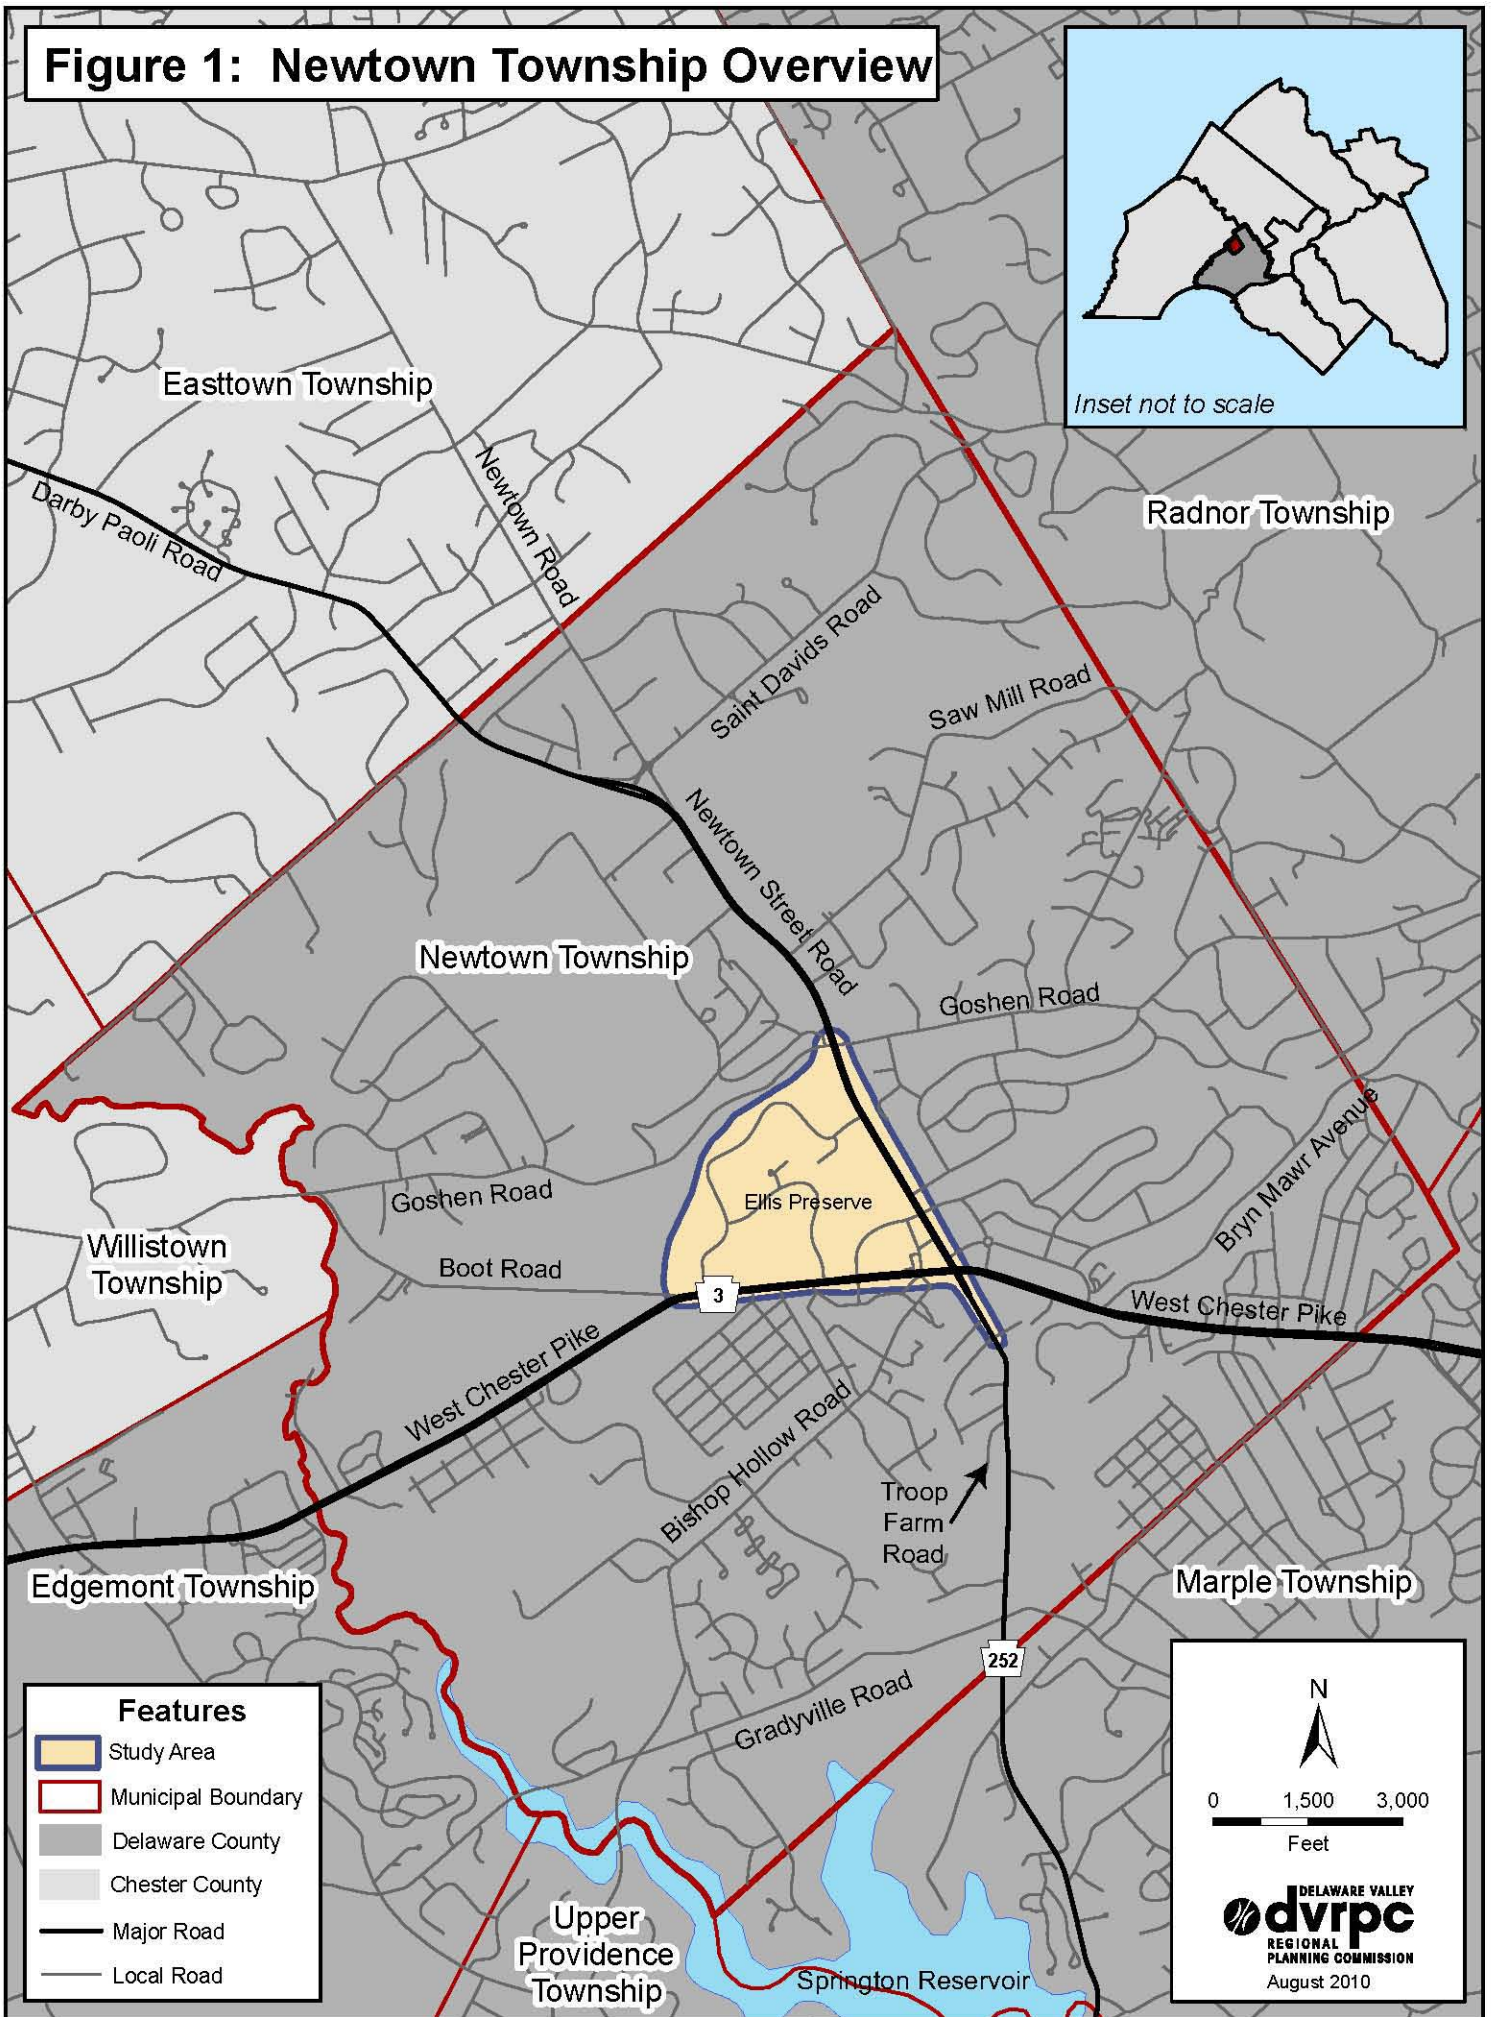 Figure 1: Newtown Township Overview
Inset not to scale
Easttown Township
Newtown Road
Darby Paoli Road
Radnor Township
Saint Davids Road
Saw Mill Road
Newtown Street Road
Newtown Township
Goshen Road
Bryn Mawr Avenue
Ellis Preserve
Goshen Road
Willistown
Township
Boot Road
3
West Chester Pike
West Chester Pike
Bishop Hollow Road
Troop
Farm
Road
Edgemont Township
Marple Township
252
Gradyville Road
Features
Study Area
Municipal Boundary
Delaware County
Chester County
Major Road
Local Road
Upper
Providence
Township
Springton Reservoir
N
0 1,500 3,000
Feet
DELAWARE VALLEY
dvrpc
REGIONAL
PLANNING COMMISSION
August 2010